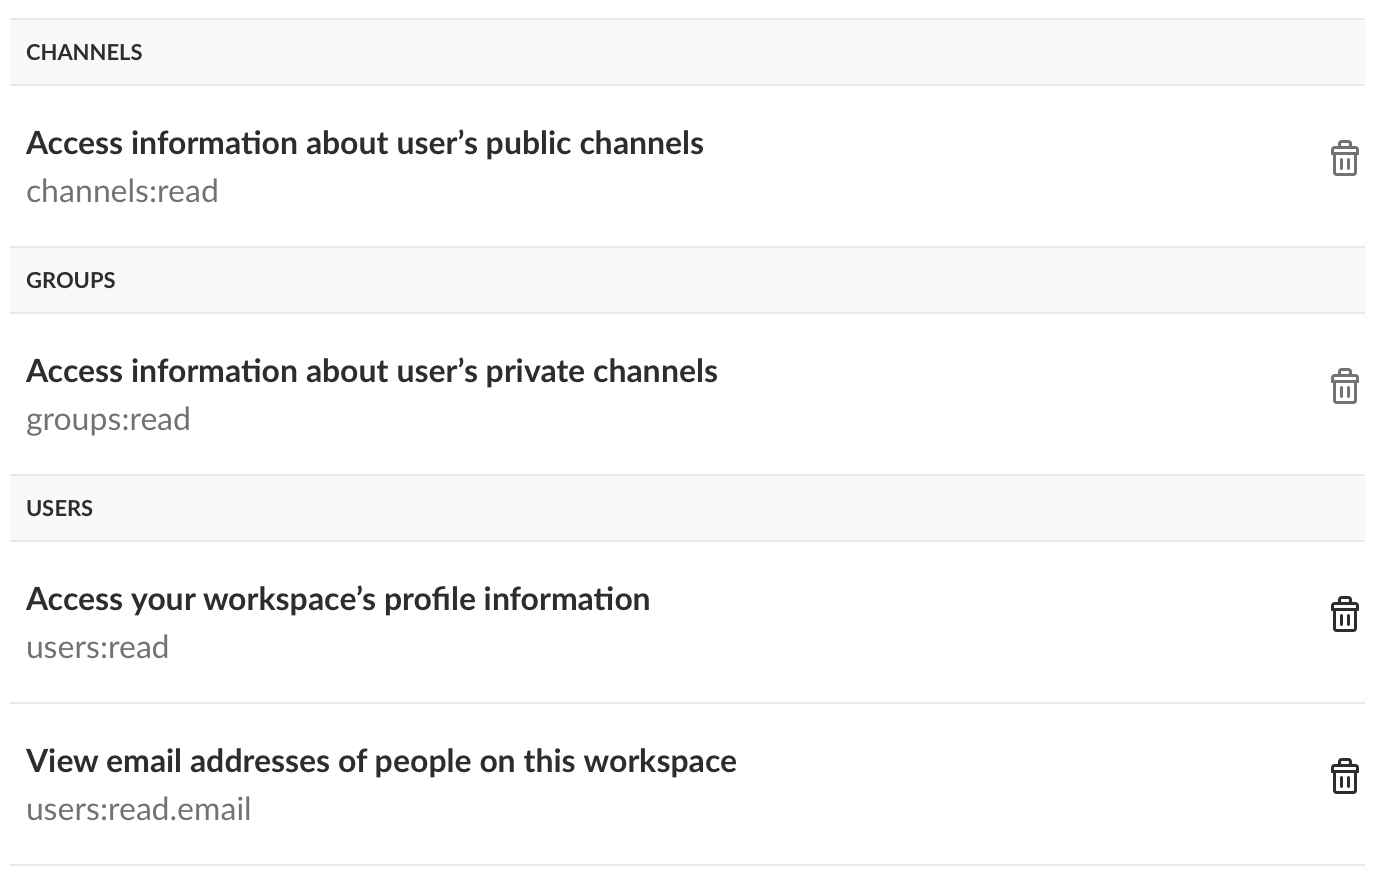 CHANNELS
Access information about user’s public channels
channels:read
GROUPS
Access information about user’s private channels
groups:read
USERS
Access your workspace’s profile information
users:read
View email addresses of people on this workspace
users:read.email